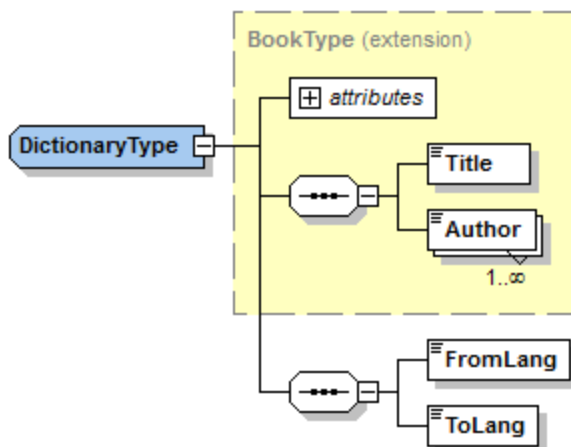 BookType (extension)
attributes
DictionaryType
Title
Author
1..∞
FromLang
ToLang